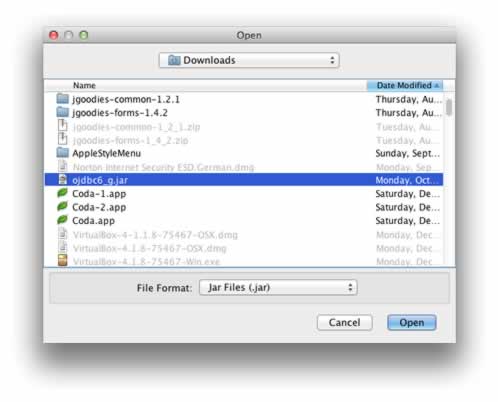 Open
Downloads
Name Date Modified
jgoodies-common-1.2.1 Thursday, Au...
jgoodies-forms-1.4.2 Thursday, Au...
jgoodies-common-1_2_1.zip Tuesday, Au...
jgoodies-forms-1_4_2.zip Tuesday, Au...
AppleStyleMenu Sunday, Sept...
Norton Internet Security ESD German.dmg Monday, Sep...
ojdbc6_g.jar Monday, Oct...
Coda-1.app Saturday, De...
Coda-2.app Saturday, De...
Coda.app Saturday, De...
VirtualBox-4-1.1.8-75467-OSX.dmg Monday, Dec...
VirtualBox-4.1.8-75467-OSX.dmg Monday, Dec...
VirtualBox-4.1.8-75467-Win.exe Monday, Dec...
File Format: Jar Files (.jar)
Cancel Open